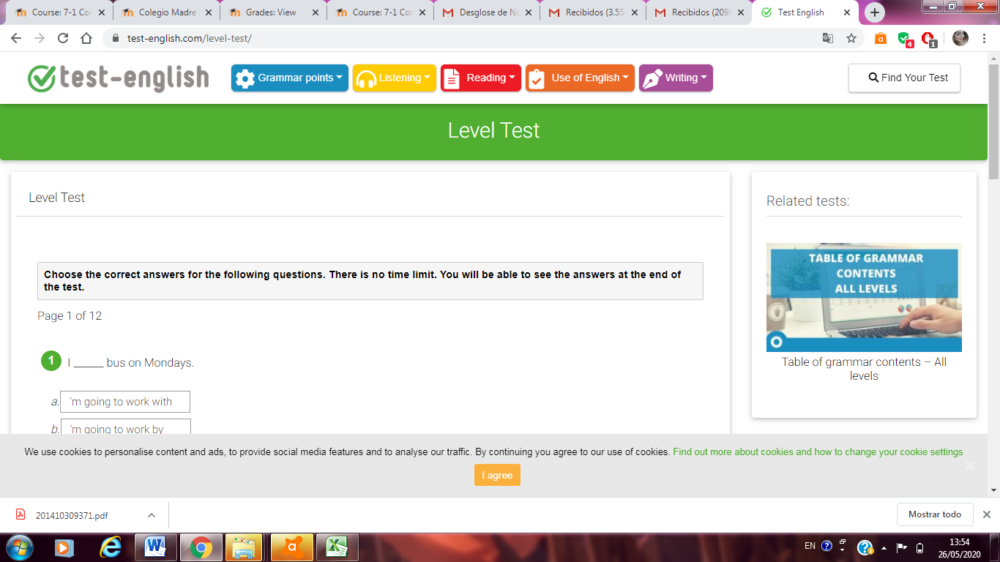 Course: 7-1 Co
Colegio Madre
Grades: View
Course: 7-1 Co
Desglose de N
Recibidos (3.55
Recibidos (209)
Test English
test-english.com/level-test/
4
1
test-english
Grammar points
Listening
Reading
Use of English
Writing
Find Your Test
Level Test
Level Test
Related tests:
TABLE OF GRAMMAR
CONTENTS
ALL LEVELS
Table of grammar contents – All
levels
Choose the correct answers for the following questions. There is no time limit. You will be able to see the answers at the end of
the test.
Page 1 of 12
1 I ______ bus on Mondays.
a. 'm going to work with
b. 'm going to work by
We use cookies to personalise content and ads, to provide social media features and to analyse our traffic. By continuing you agree to our use of cookies. Find out more about cookies and how to change your cookie settings
I agree
201410309371.pdf
Mostrar todo
EN
13:54
26/05/2020